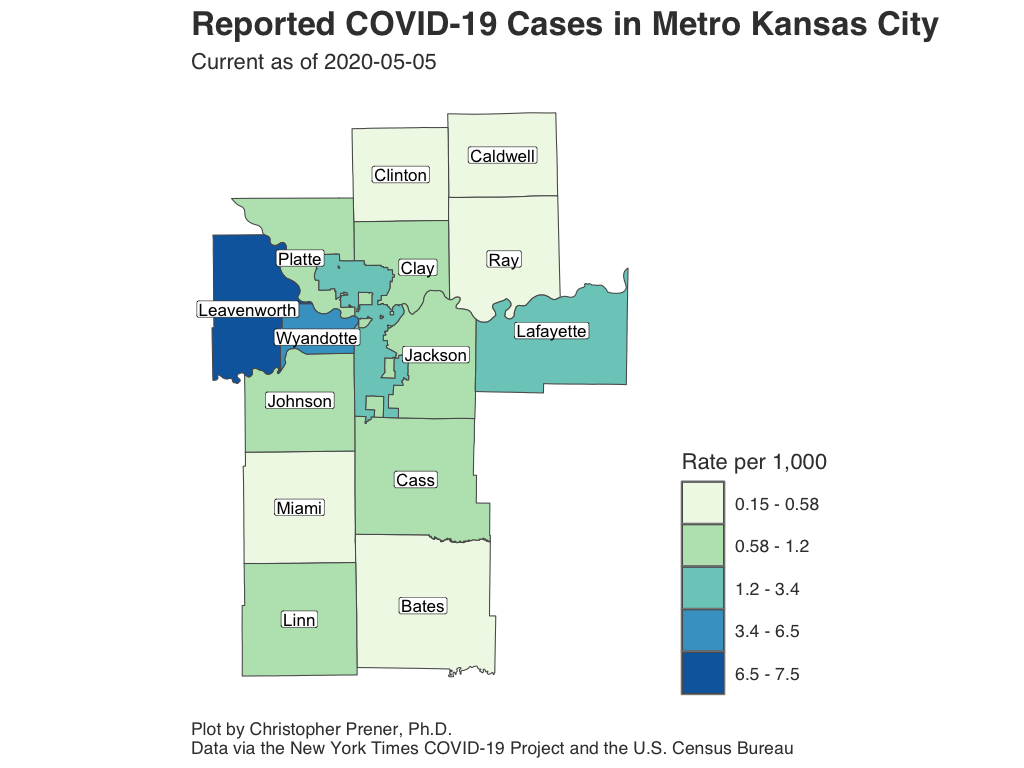 Reported COVID-19 Cases in Metro Kansas City
Current as of 2020-05-05
Caldwell
Clinton
Platte
Clay
Ray
Leavenworth
Wyandotte
Lafayette
Jackson
Johnson
Cass
Miami
Bates
Linn
Rate per 1,000
0.15 - 0.58
0.58 - 1.2
1.2 - 3.4
3.4 - 6.5
6.5 - 7.5
Plot by Christopher Prener, Ph.D.
Data via the New York Times COVID-19 Project and the U.S. Census Bureau